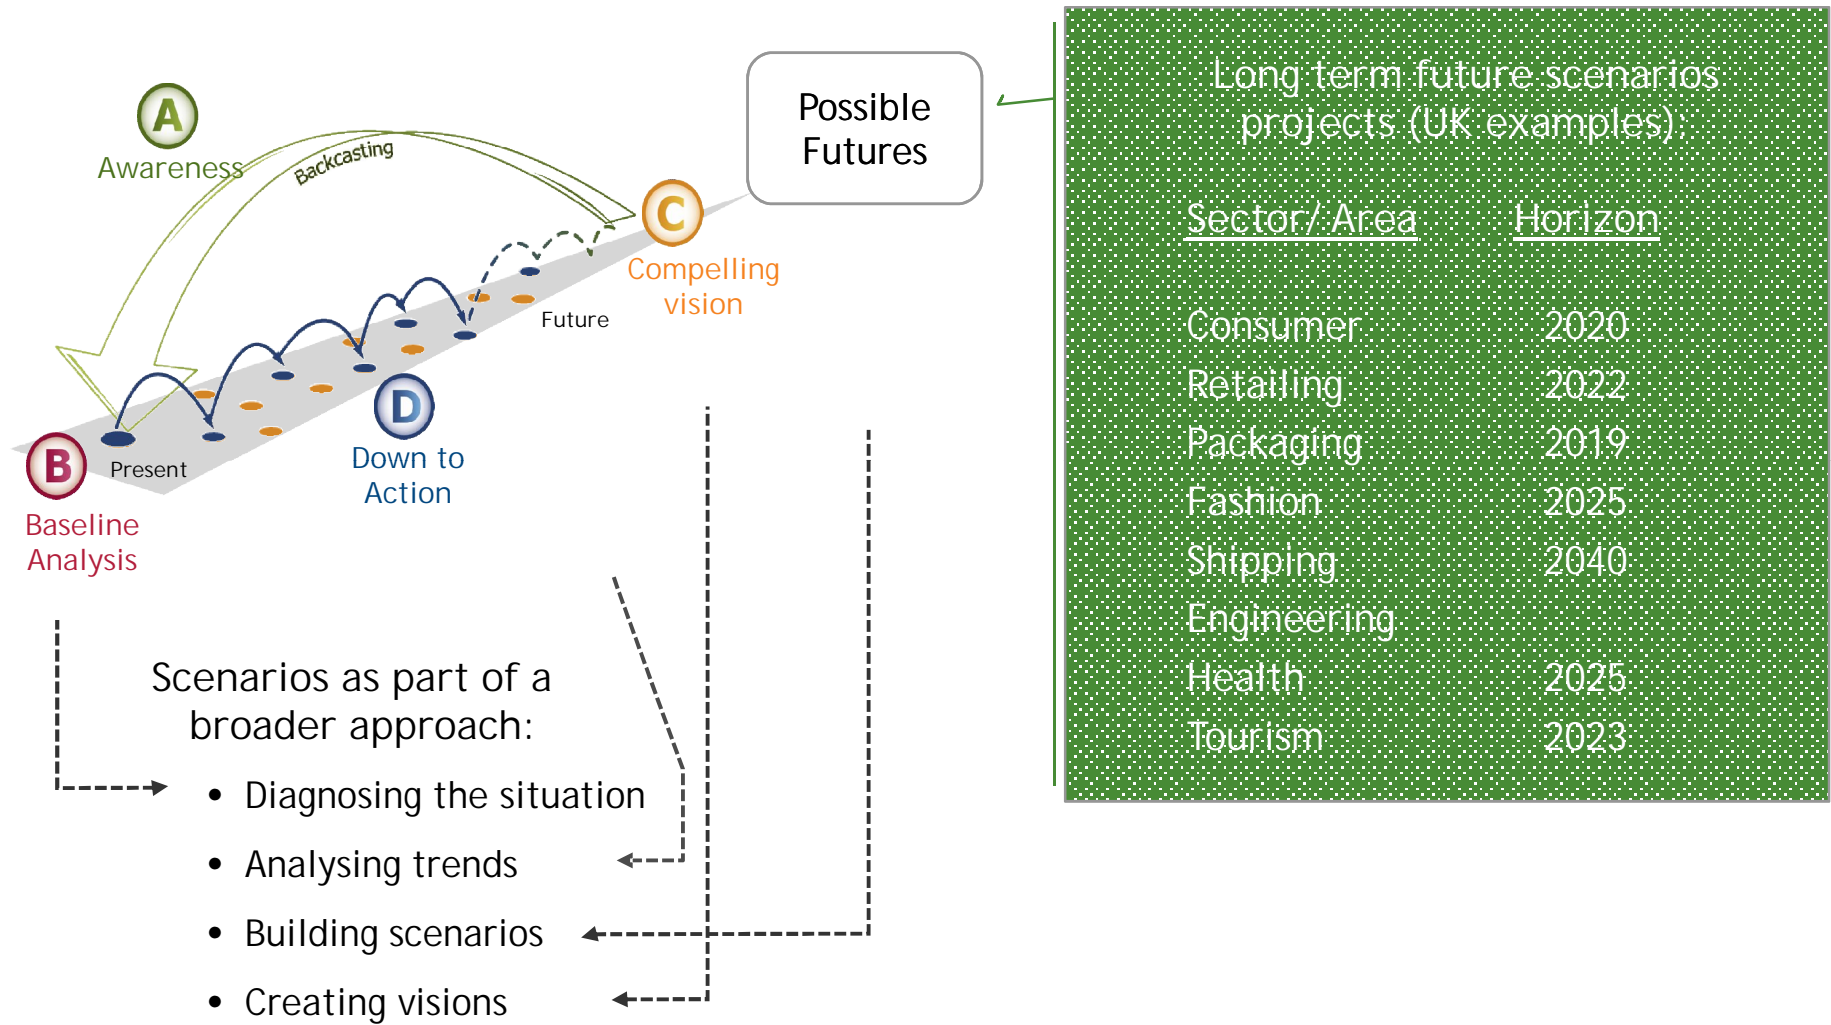 A
Awareness
Backcasting
C
Compelling
vision
Future
D
Down to
Action
B
Present
Baseline
Analysis
Possible
Futures
Scenarios as part of a
broader approach:
• Diagnosing the situation
• Analysing trends
• Building scenarios
• Creating visions
Long term future scenarios
projects (UK examples):
Sector/Area Horizon
Consumer 2020
Retailing 2022
Packaging 2019
Fashion 2025
Shipping 2040
Engineering
Health 2025
Tourism 2023